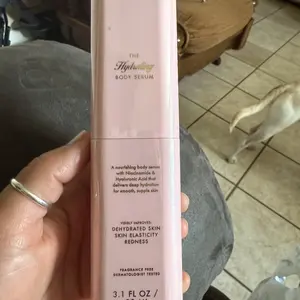 THE
Hydrating
BODY SERUM
A nourishing body serum
with Niacinamide &
Hyaluronic Acid that
delivers deep hydration
for smooth, supple skin
VISIBLY IMPROVES:
DEHYDRATED SKIN
SKIN ELASTICITY
REDNESS
FRAGRANCE FREE
DERMATOLOGIST TESTED
3.1 FL OZ /